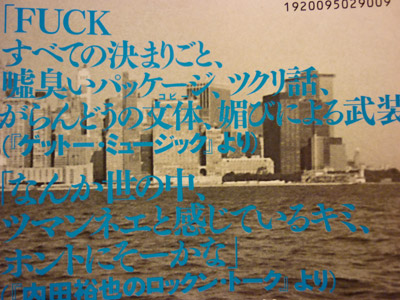 1920095029009
「FUCK
すべての決まりごと、
嘘臭いパッケージ、ツクリ話、
がらんどうの文体、媚びによる武装
(『ゲットー・ミュージック』より)
「なんか世の中、
ツマンネエと感じているキミ、
ホントにそーかな」
(『内田裕也のロックン・トーク』より)